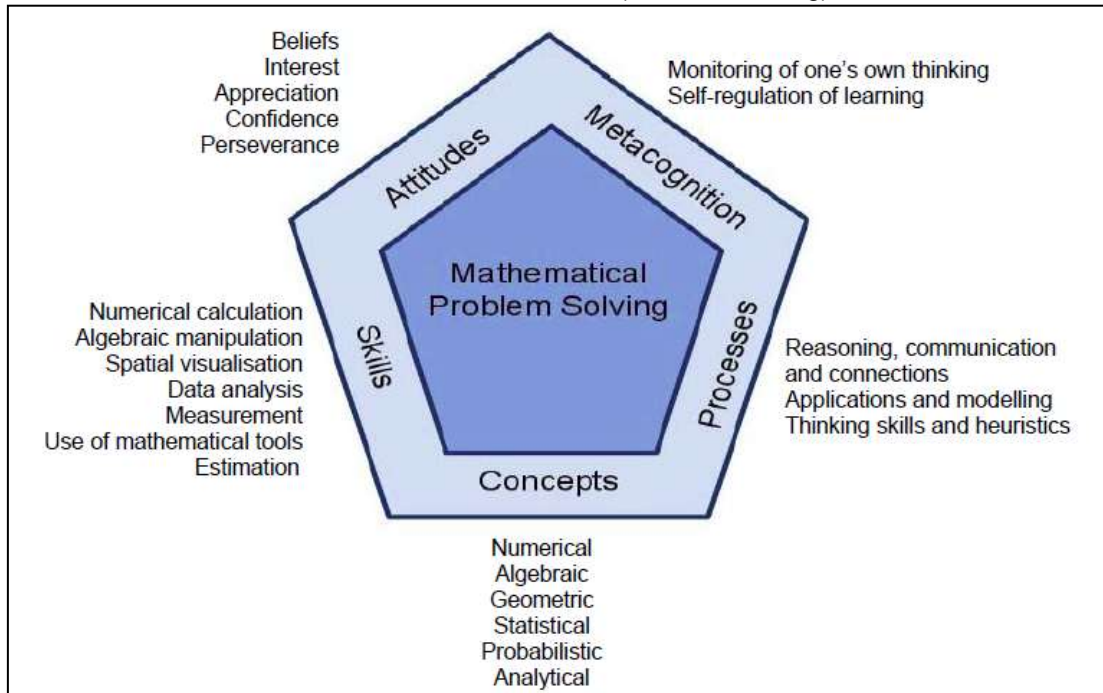 Beliefs
Interest
Appreciation
Confidence
Perseverance
Monitoring of one's own thinking
Self-regulation of learning
Attitudes
Metacognition
Mathematical
Problem Solving
Numerical calculation
Algebraic manipulation
Spatial visualisation
Data analysis
Measurement
Use of mathematical tools
Estimation
Skills
Processes
Reasoning, communication
and connections
Applications and modelling
Thinking skills and heuristics
Concepts
Numerical
Algebraic
Geometric
Statistical
Probabilistic
Analytical